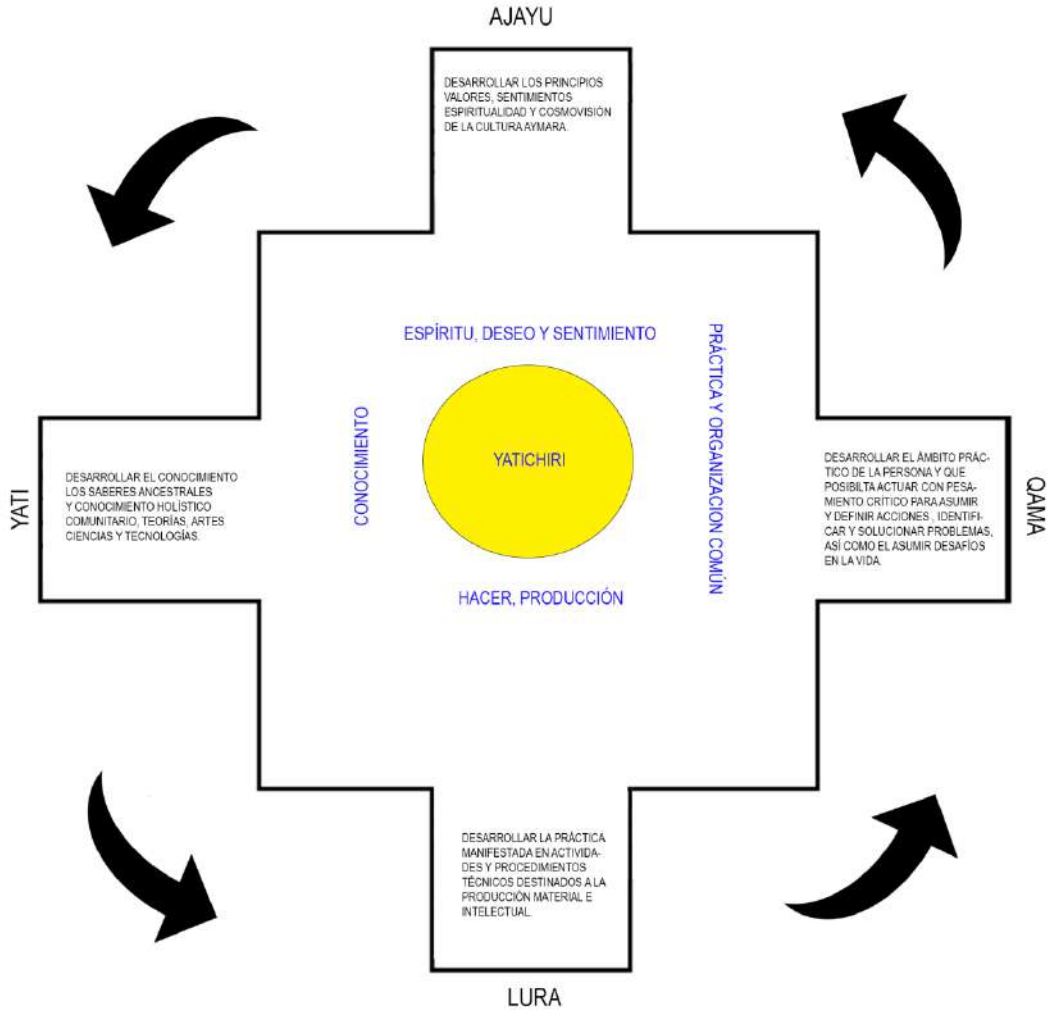 AJAYU
DESARROLLAR LOS PRINCIPIOS
VALORES, SENTIMIENTOS
ESPIRITUALIDAD Y COSMOVISIÓN
DE LA CULTURA AYMARA.
ESPÍRITU, DESEO Y SENTIMIENTO
PRÁCTICA Y ORGANIZACION COMÚN
CONOCIMIENTO
YATICHIRI
HACER, PRODUCCIÓN
YATI
DESARROLLAR EL CONOCIMIENTO
LOS SABERES ANCESTRALES
Y CONOCIMIENTO HOLÍSTICO
COMUNITARIO, TEORÍAS, ARTES
CIENCIAS Y TECNOLOGÍAS.
DESARROLLAR EL ÁMBITO PRÁC-
TICO DE LA PERSONA Y QUE
POSIBILTA ACTUAR CON PESA-
MIENTO CRÍTICO PARA ASUMIR
Y DEFINIR ACCIONES , IDENTIFI-
CAR Y SOLUCIONAR PROBLEMAS,
ASÍ COMO EL ASUMIR DESAFÍOS
EN LA VIDA.
QAMA
DESARROLLAR LA PRÁCTICA
MANIFESTADA EN ACTIVIDA-
DES Y PROCEDIMENTOS
TÉCNICOS DESTINADOS A LA
PRODUCCIÓN MATERIAL E
INTELECTUAL.
LURA